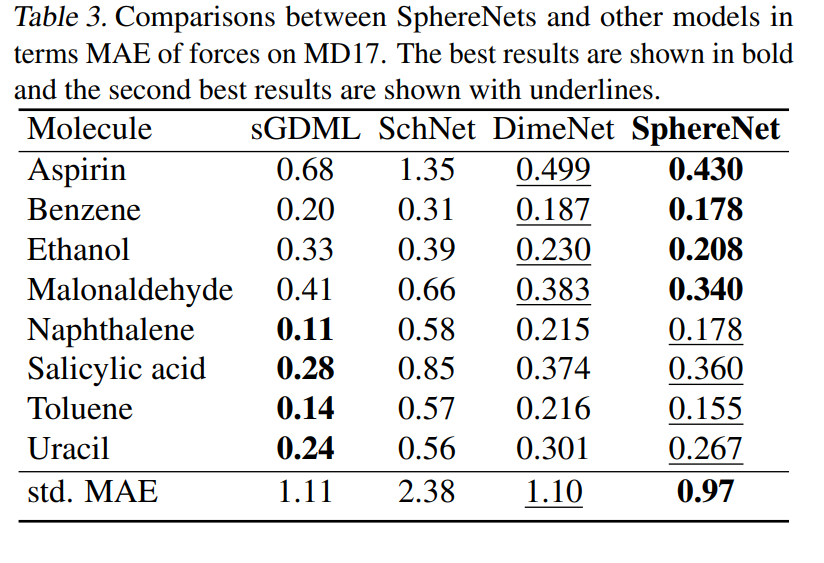 Table 3. Comparisons between SphereNets and other models in
terms MAE of forces on MD17. The best results are shown in bold
and the second best results are shown with underlines.
Molecule sGDML SchNet DimeNet SphereNet
Aspirin 0.68 1.35 0.499 0.430
Benzene 0.20 0.31 0.187 0.178
Ethanol 0.33 0.39 0.230 0.208
Malonaldehyde 0.41 0.66 0.383 0.340
Naphthalene 0.11 0.58 0.215 0.178
Salicylic acid 0.28 0.85 0.374 0.360
Toluene 0.14 0.57 0.216 0.155
Uracil 0.24 0.56 0.301 0.267
std. MAE 1.11 2.38 1.10 0.97